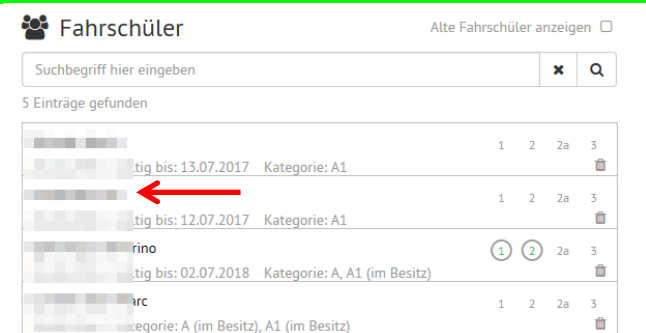 Fahrschüler
Alte Fahrschüler anzeigen
Suchbegriff hier eingeben
5 Einträge gefunden
1 2 2a 3
tig bis: 13.07.2017 Kategorie: A1
1 2 2a 3
tig bis: 12.07.2017 Kategorie: A1
rino 1 2 2a 3
tig bis: 02.07.2018 Kategorie: A, A1 (im Besitz)
arc 1 2 2a 3
egorie: A (im Besitz), A1 (im Besitz)